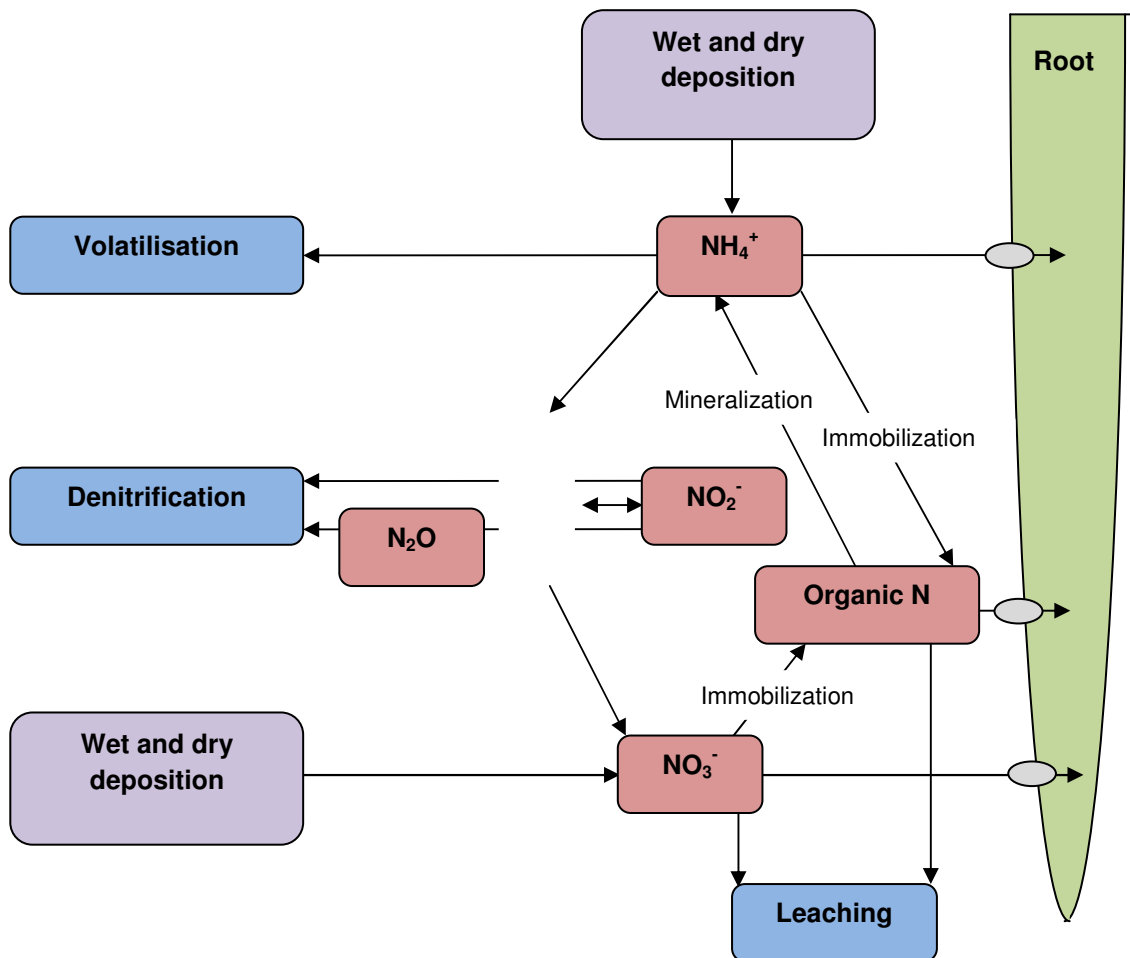 Wet and dry
deposition
Root
Volatilisation
NH₄⁺
Mineralization
Immobilization
Denitrification
NO₂⁻
N₂O
Organic N
Immobilization
Wet and dry
deposition
NO₃⁻
Leaching